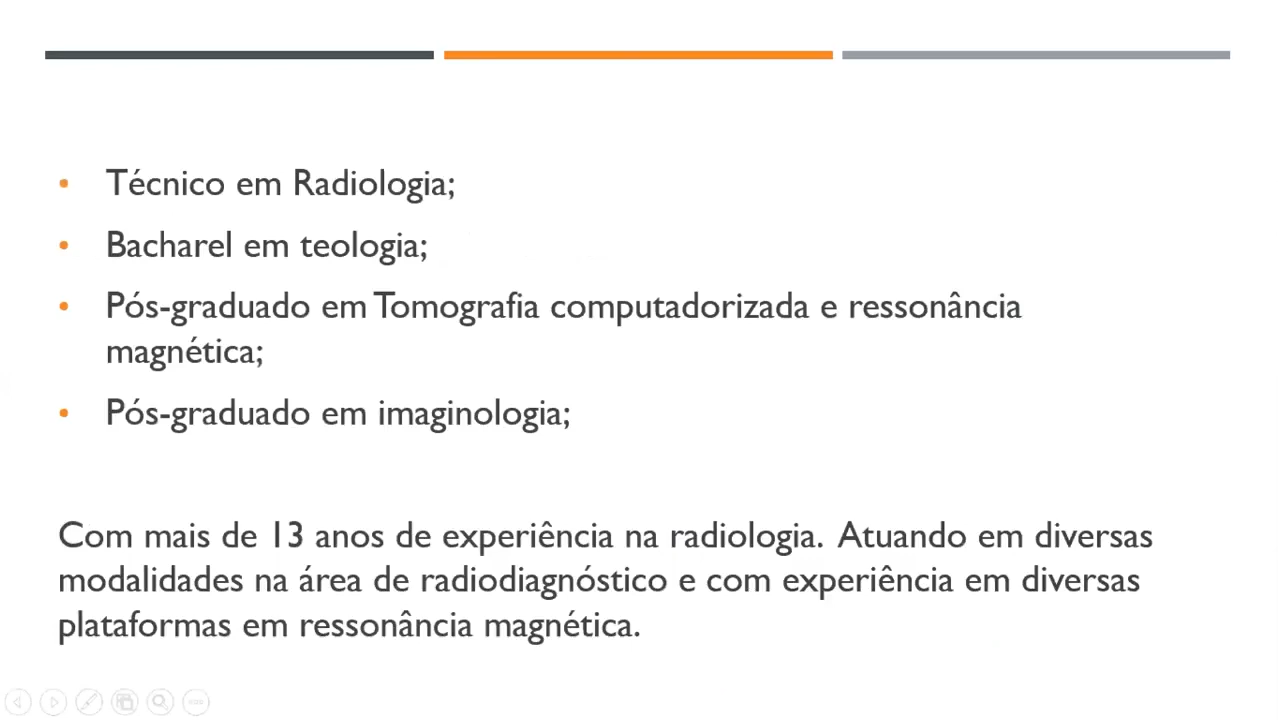 • Técnico em Radiologia;
• Bacharel em teologia;
• Pós-graduado em Tomografia computadorizada e ressonância
magnética;
• Pós-graduado em imaginologia;
Com mais de 13 anos de experiência na radiologia. Atuando em diversas
modalidades na área de radiodiagnóstico e com experiência em diversas
plataformas em ressonância magnética.